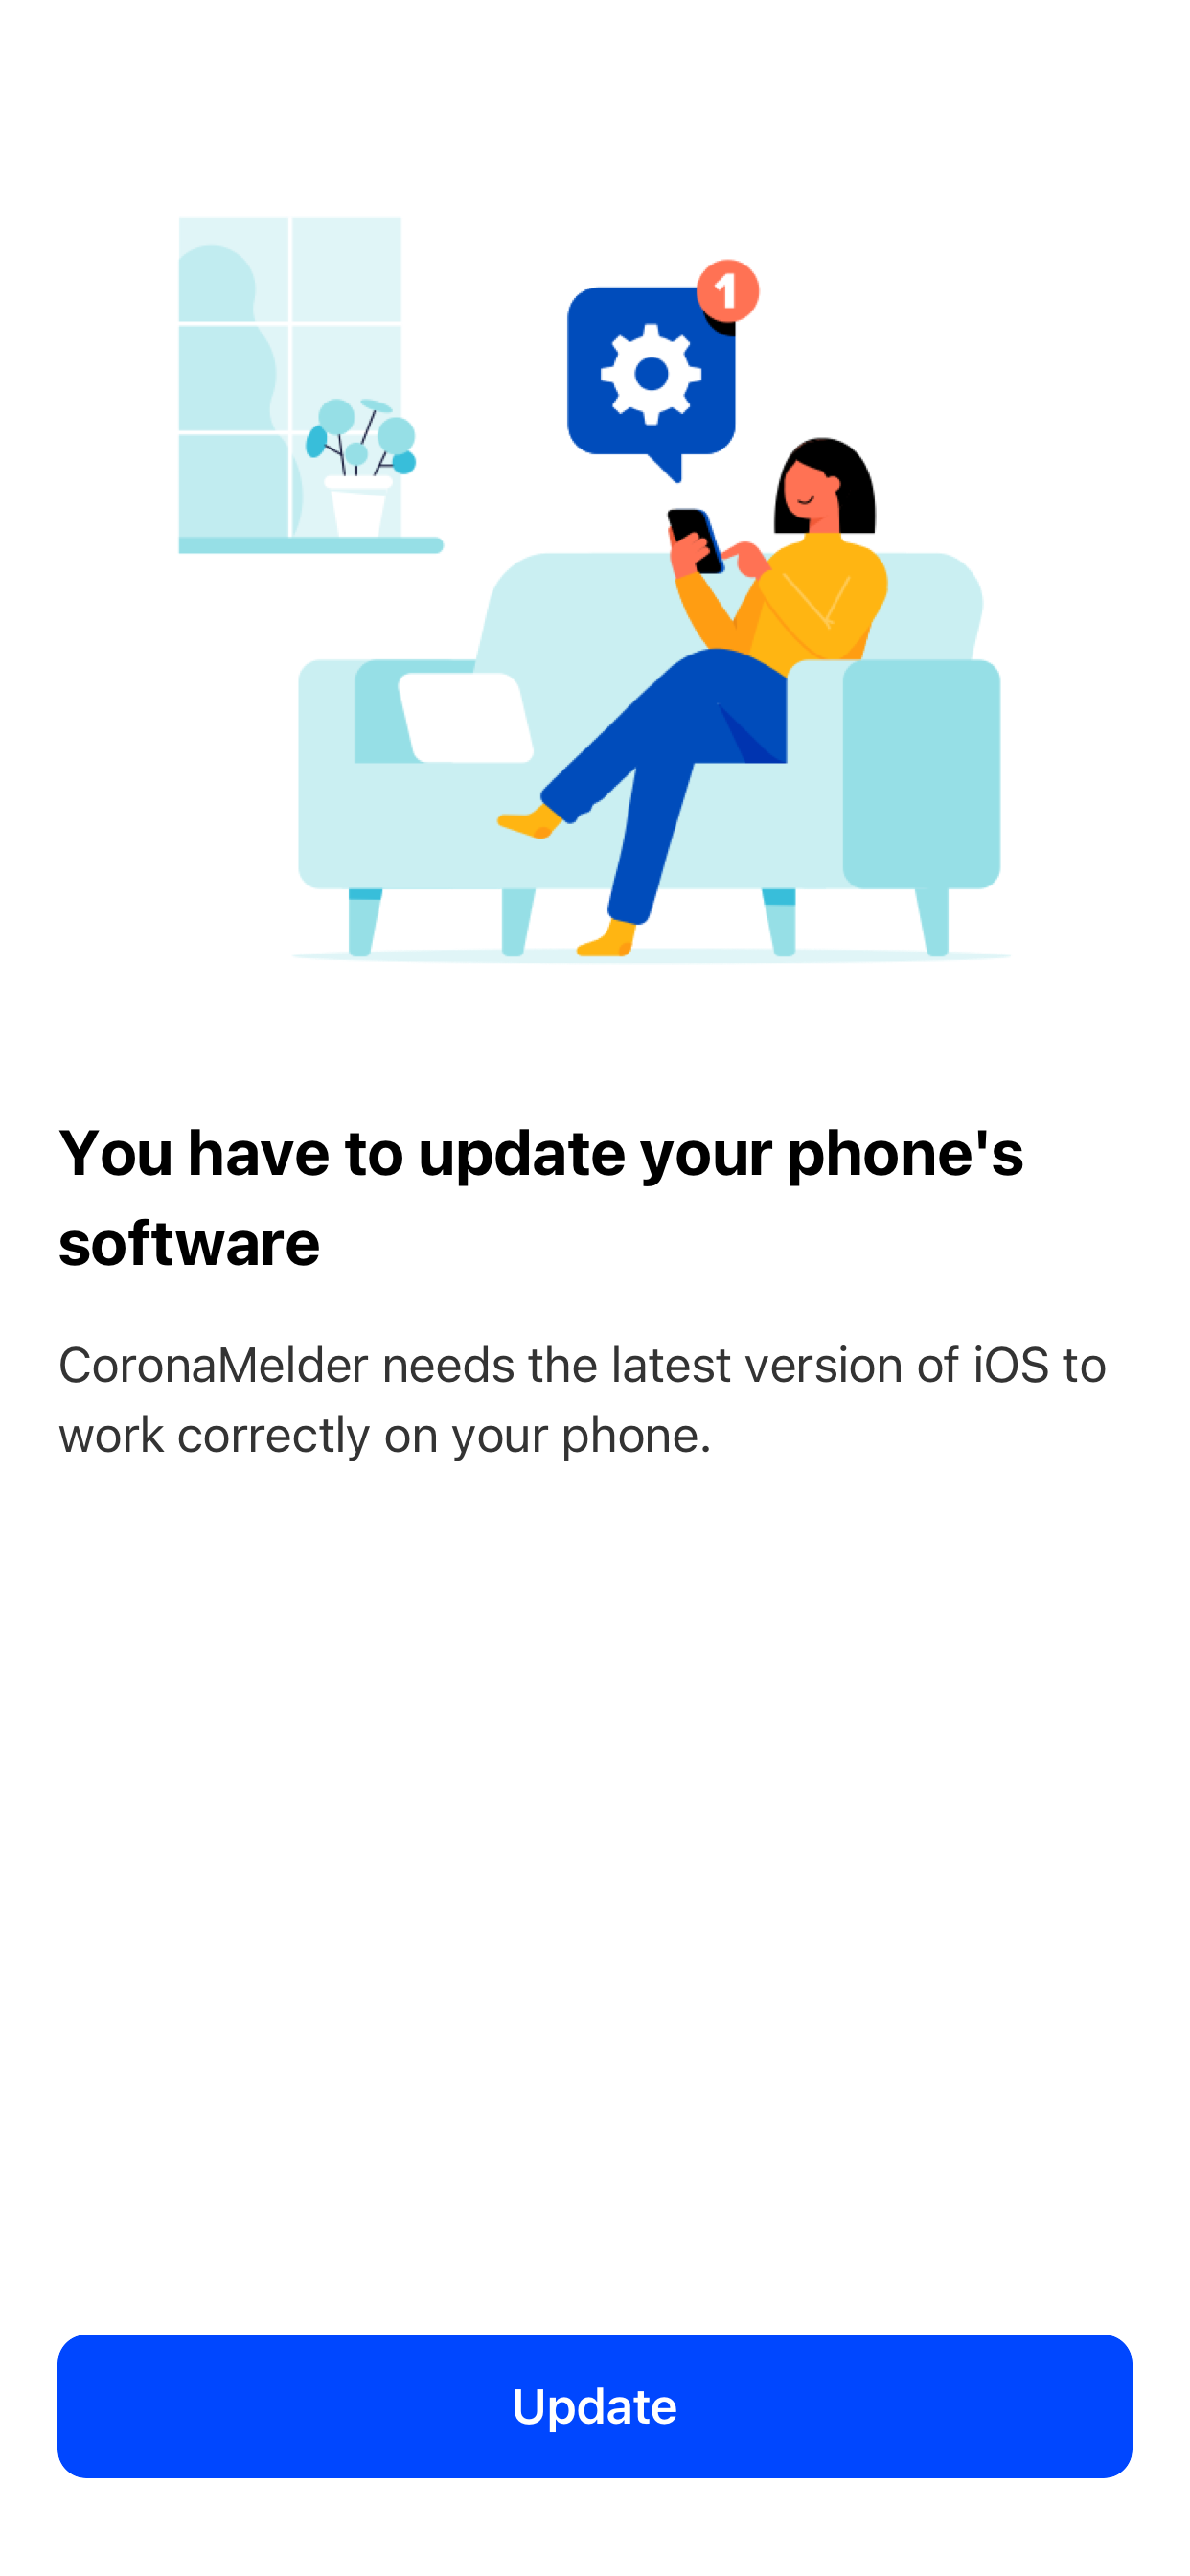 1
You have to update your phone's
software
CoronaMelder needs the latest version of iOS to
work correctly on your phone.
Update